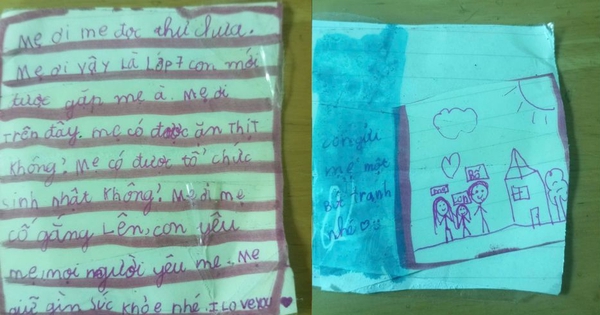 Mẹ ơi mẹ đọc thư chưa.
Mẹ ơi vậy là Lớp 7 con mới
được gặp mẹ à. Mẹ ơi
trên đấy. mẹ có được ăn thịt
không? Mẹ có được tổ chức
sinh nhật không? Mẹ ơi mẹ
cố gắng Lên, con yêu
mẹ, mọi người yêu mẹ. Mẹ
giữ gìn sức khỏe nhé. I Love you ♥
con gửi
mẹ một
bức tranh
nhé
mẹ
con
Bố